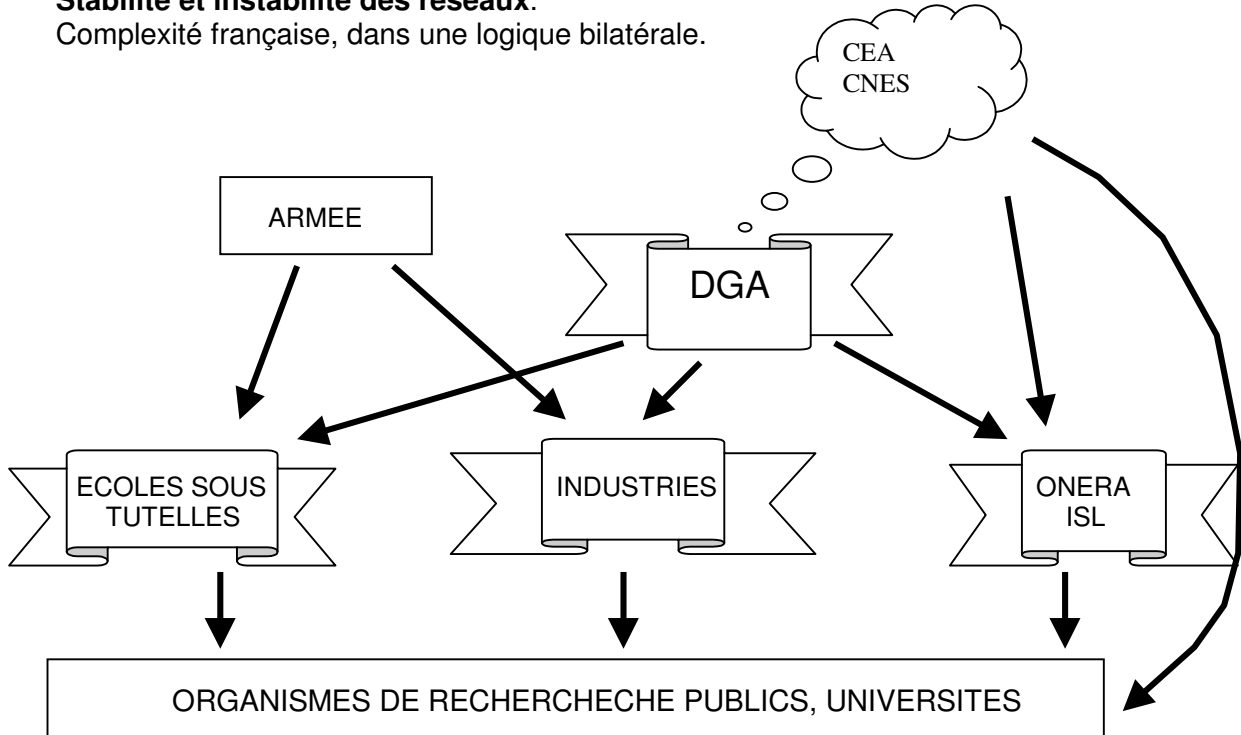 Stabilité et instabilité des réseaux.
Complexité française, dans une logique bilatérale.
CEA
CNES
ARMEE
DGA
ECOLES SOUS
TUTELLES
INDUSTRIES
ONERA
ISL
ORGANISMES DE RECHERCHECHE PUBLICS, UNIVERSITES